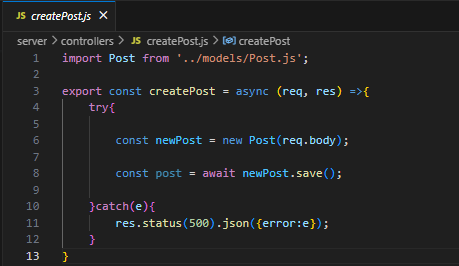 JS createPost.js ×
server > controllers > JS createPost.js > createPost
1 import Post from '../models/Post.js';
2
3 export const createPost = async (req, res) =>{
4     try{
5
6         const newPost = new Post(req.body);
7
8         const post = await newPost.save();
9
10     }catch(e){
11         res.status(500).json({error:e});
12     }
13 }